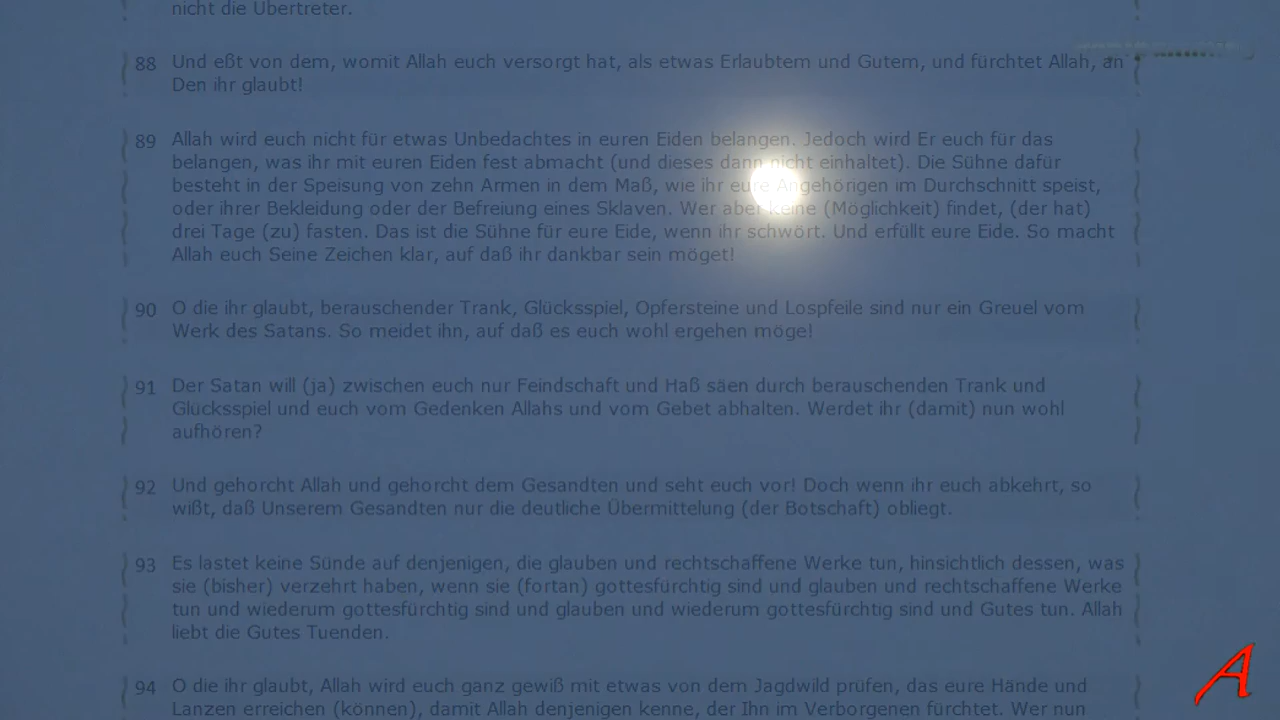 nicht die Übertreter.
88 Und eßt von dem, womit Allah euch versorgt hat, als etwas Erlaubtem und Gutem, und fürchtet Allah, an
Den ihr glaubt!
89 Allah wird euch nicht für etwas Unbedachtes in euren Eiden belangen. Jedoch wird Er euch für das
belangen, was ihr mit euren Eiden fest abmacht (und dieses dann nicht einhaltet). Die Sühne dafür
besteht in der Speisung von zehn Armen in dem Maß, wie ihr eure Angehörigen im Durchschnitt speist,
oder ihrer Bekleidung oder der Befreiung eines Sklaven. Wer aber keine (Möglichkeit) findet, (der hat)
drei Tage (zu) fasten. Das ist die Sühne für eure Eide, wenn ihr schwört. Und erfüllt eure Eide. So macht
Allah euch Seine Zeichen klar, auf daß ihr dankbar sein möget!
90 O die ihr glaubt, berauschender Trank, Glücksspiel, Opfersteine und Lospfeile sind nur ein Greuel vom
Werk des Satans. So meidet ihn, auf daß es euch wohl ergehen möge!
91 Der Satan will (ja) zwischen euch nur Feindschaft und Haß säen durch berauschenden Trank und
Glücksspiel und euch vom Gedenken Allahs und vom Gebet abhalten. Werdet ihr (damit) nun wohl
aufhören?
92 Und gehorcht Allah und gehorcht dem Gesandten und seht euch vor! Doch wenn ihr euch abkehrt, so
wißt, daß Unserem Gesandten nur die deutliche Übermittelung (der Botschaft) obliegt.
93 Es lastet keine Sünde auf denjenigen, die glauben und rechtschaffene Werke tun, hinsichtlich dessen, was
sie (bisher) verzehrt haben, wenn sie (fortan) gottesfürchtig sind und glauben und rechtschaffene Werke
tun und wiederum gottesfürchtig sind und glauben und wiederum gottesfürchtig sind und Gutes tun. Allah
liebt die Gutes Tuenden.
94 O die ihr glaubt, Allah wird euch ganz gewiß mit etwas von dem Jagdwild prüfen, das eure Hände und
Lanzen erreichen (können), damit Allah denjenigen kenne, der Ihn im Verborgenen fürchtet. Wer nun
A